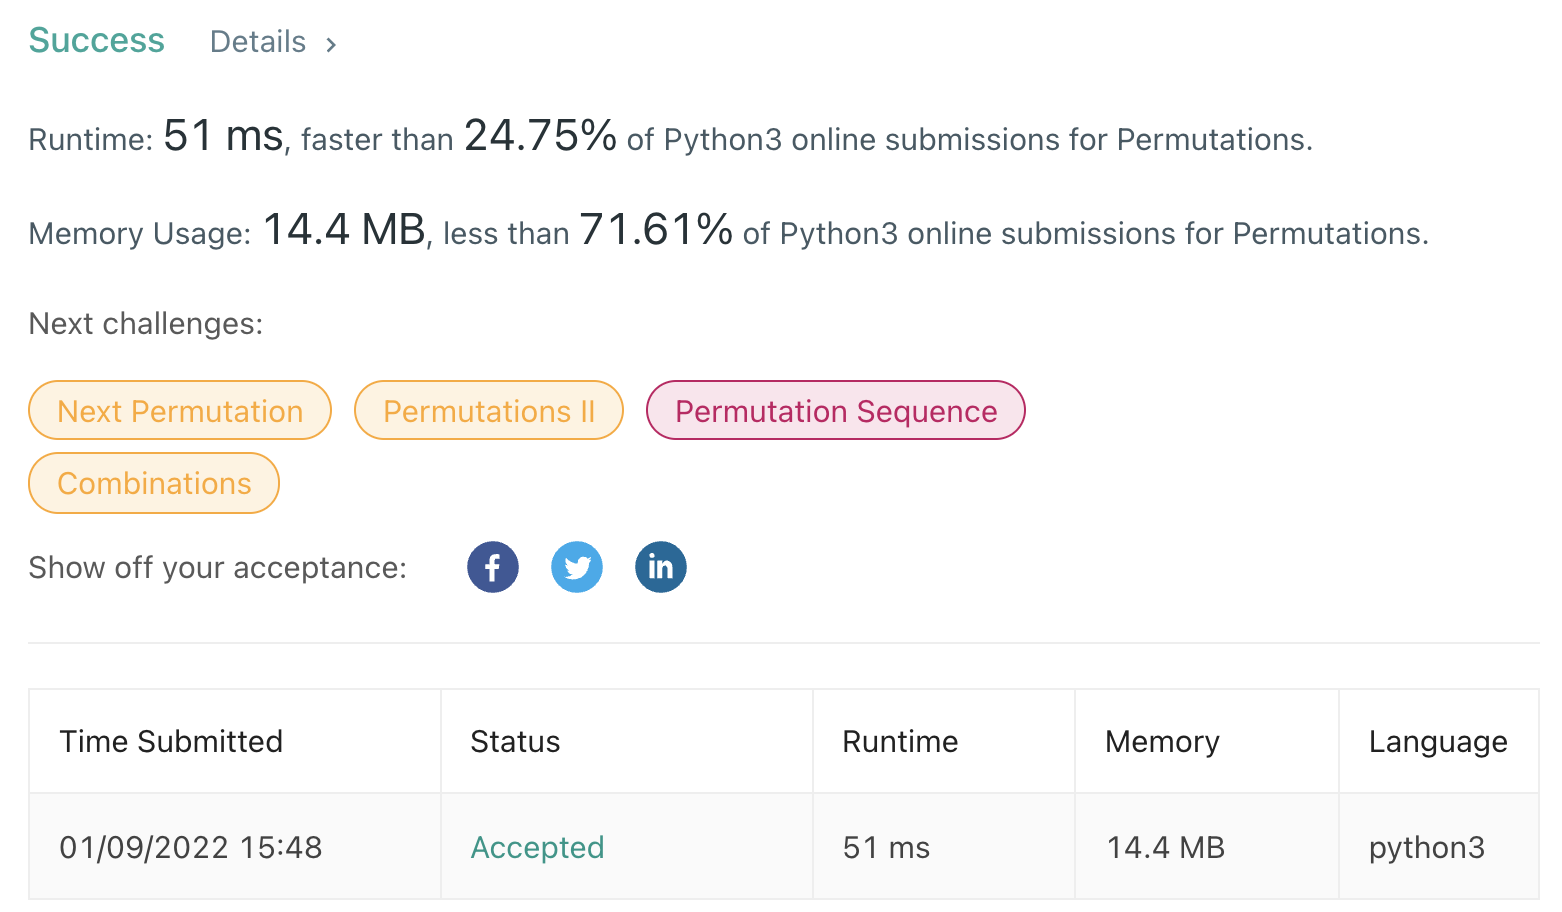 Success Details >
Runtime: 51 ms, faster than 24.75% of Python3 online submissions for Permutations.
Memory Usage: 14.4 MB, less than 71.61% of Python3 online submissions for Permutations.
Next challenges:
Next Permutation Permutations II Permutation Sequence
Combinations
Show off your acceptance: f in
Time Submitted Status Runtime Memory Language
01/09/2022 15:48 Accepted 51 ms 14.4 MB python3